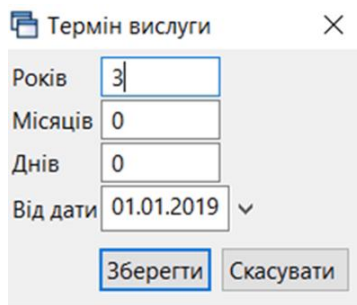 Термін вислуги
Років 3
Місяців 0
Днів 0
Від дати 01.01.2019
Зберегти Скасувати